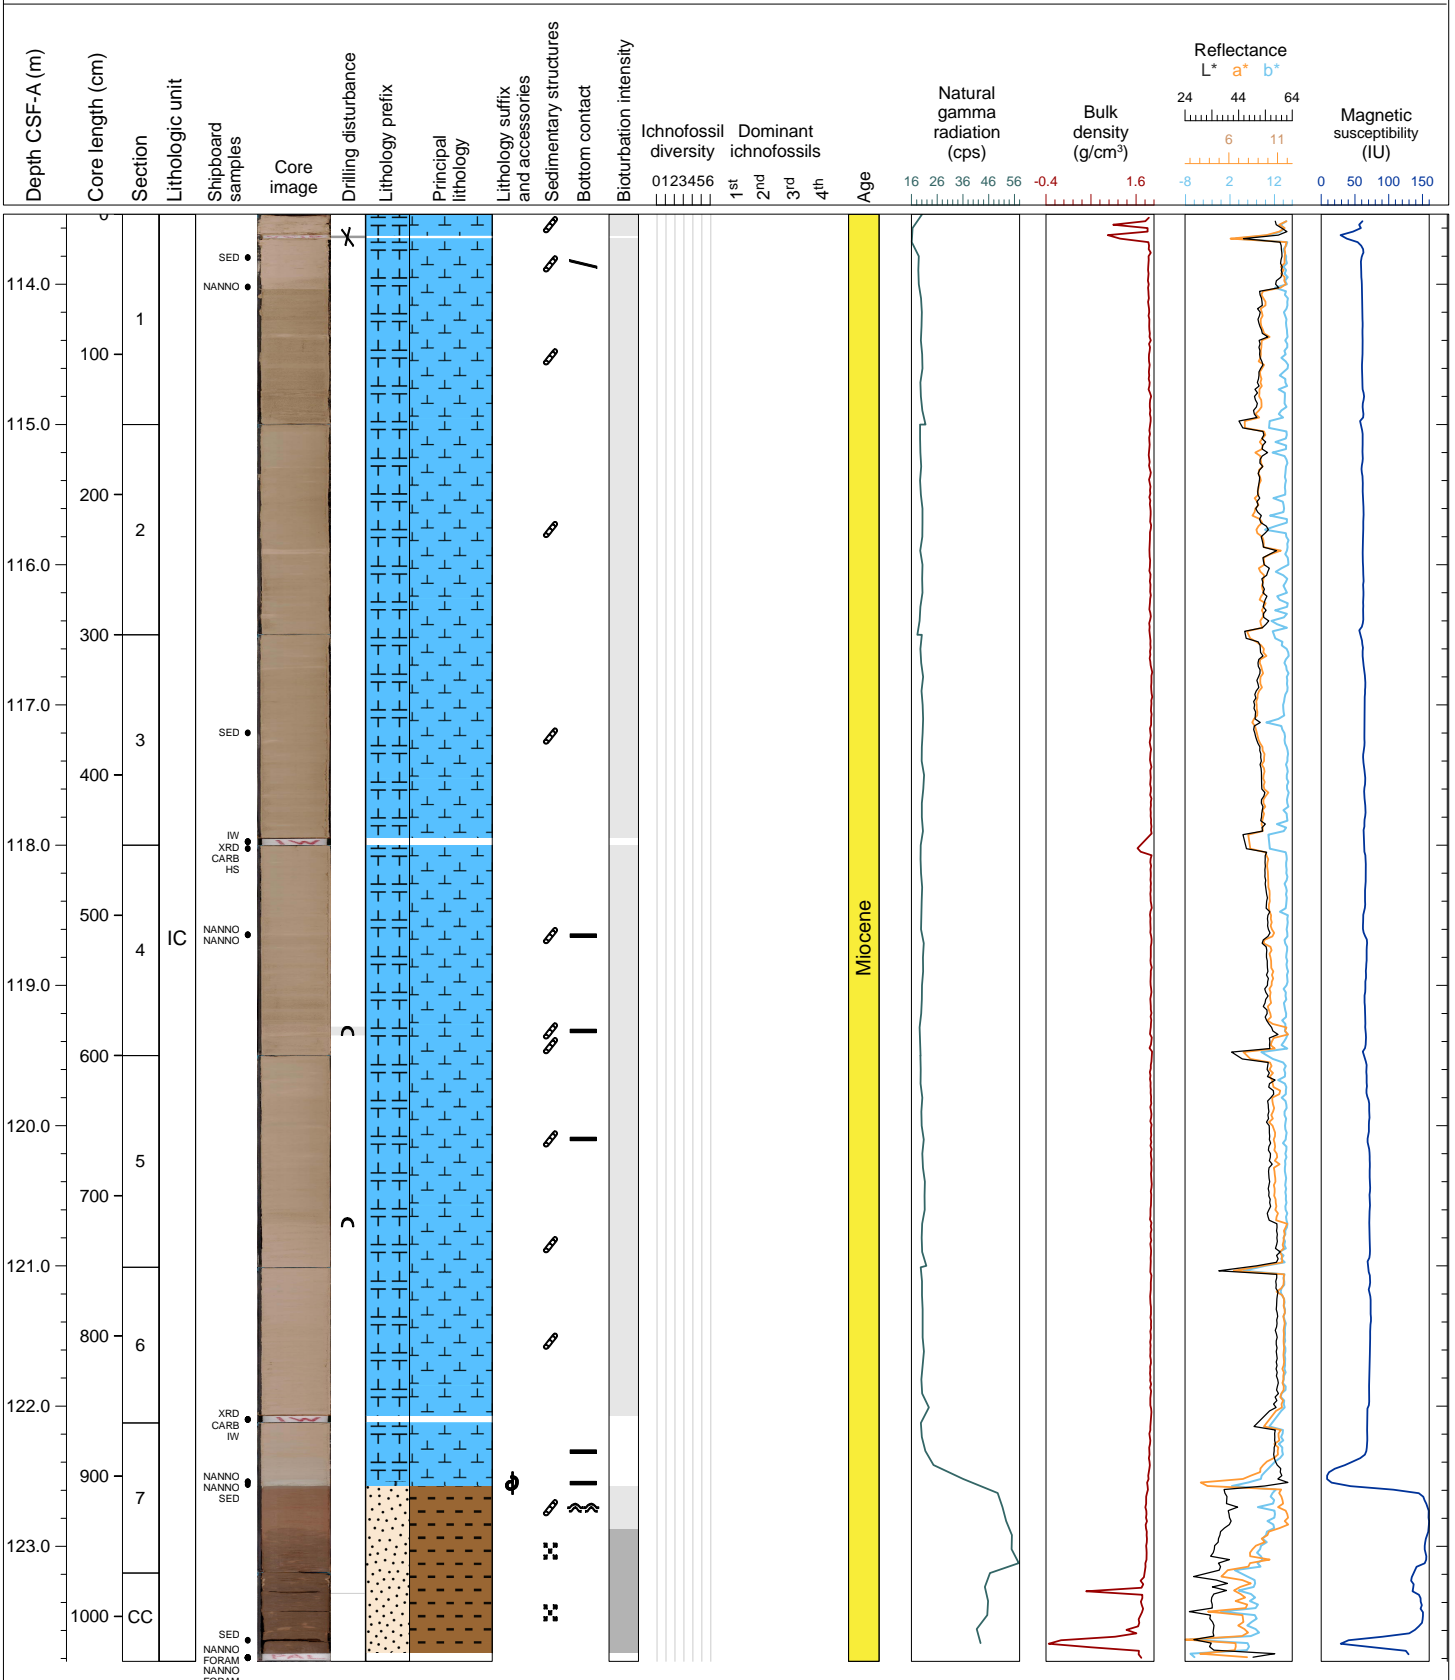 Depth CSF-A (m)
Core length (cm)
Section
Lithologic unit
Shipboard
samples
Core
image
Drilling disturbance
Lithology prefix
Principal
lithology
Lithology suffix
and accessories
Sedimentary structures
Bottom contact
Bioturbation intensity
Ichnofossil
diversity
0123456
Dominant
ichnofossils
1st 2nd 3rd 4th
Age
Natural
gamma
radiation
(cps)
16 26 36 46 56
Bulk
density
(g/cm³)
-0.4 1.6
Reflectance
L* a* b*
24 44 64
6 11
-8 2 12
Magnetic
susceptibility
(IU)
0 50 100 150
0
SED
114.0
NANNO
1
100
115.0
200
2
116.0
300
117.0
SED
3
400
IW
118.0
XRD
CARB
HS
IW
500
NANNO
NANNO
IC
4
Miocene
119.0
600
120.0
5
700
121.0
800
6
122.0
XRD
CARB
IW
IW
900
NANNO
NANNO
SED
7
123.0
1000
CC
SED
NANNO
FORAM
NANNO
FORAM
PAL